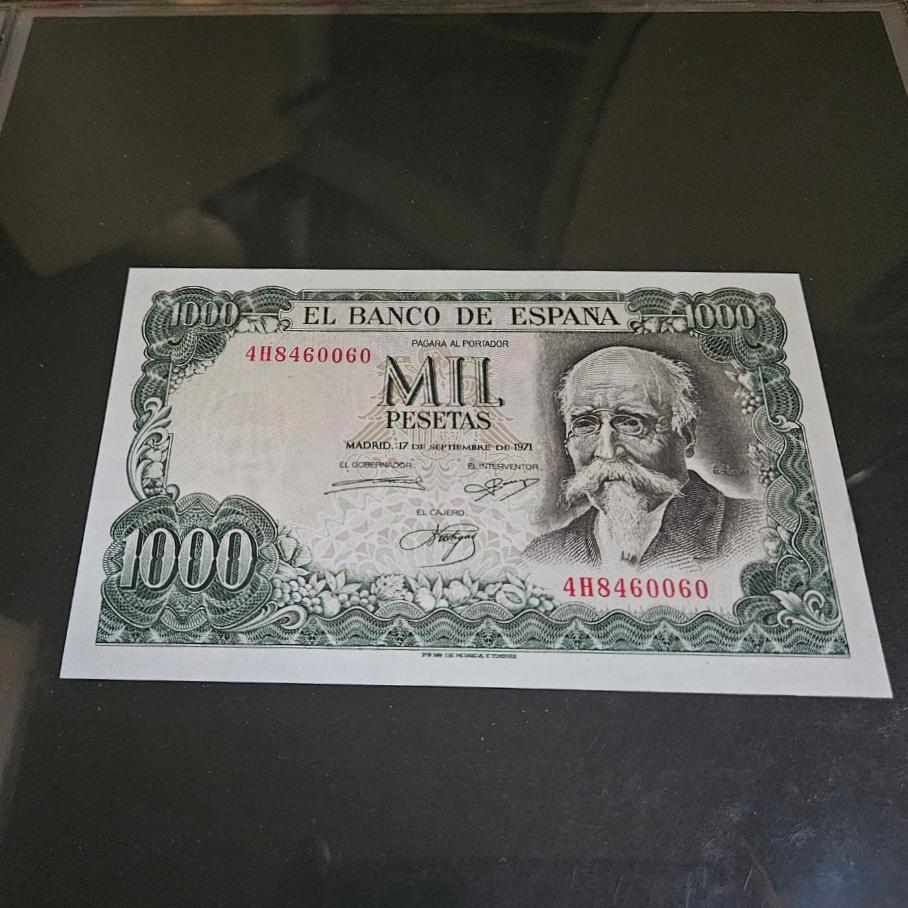 1000
EL BANCO DE ESPAÑA
1000
4H8460060
PAGARA AL PORTADOR
MIL
PESETAS
MADRID, 17 DE SEPTIEMBRE DE 1971
EL GOBERNADOR
EL INTERVENTOR
EL CAJERO
1000
4H8460060